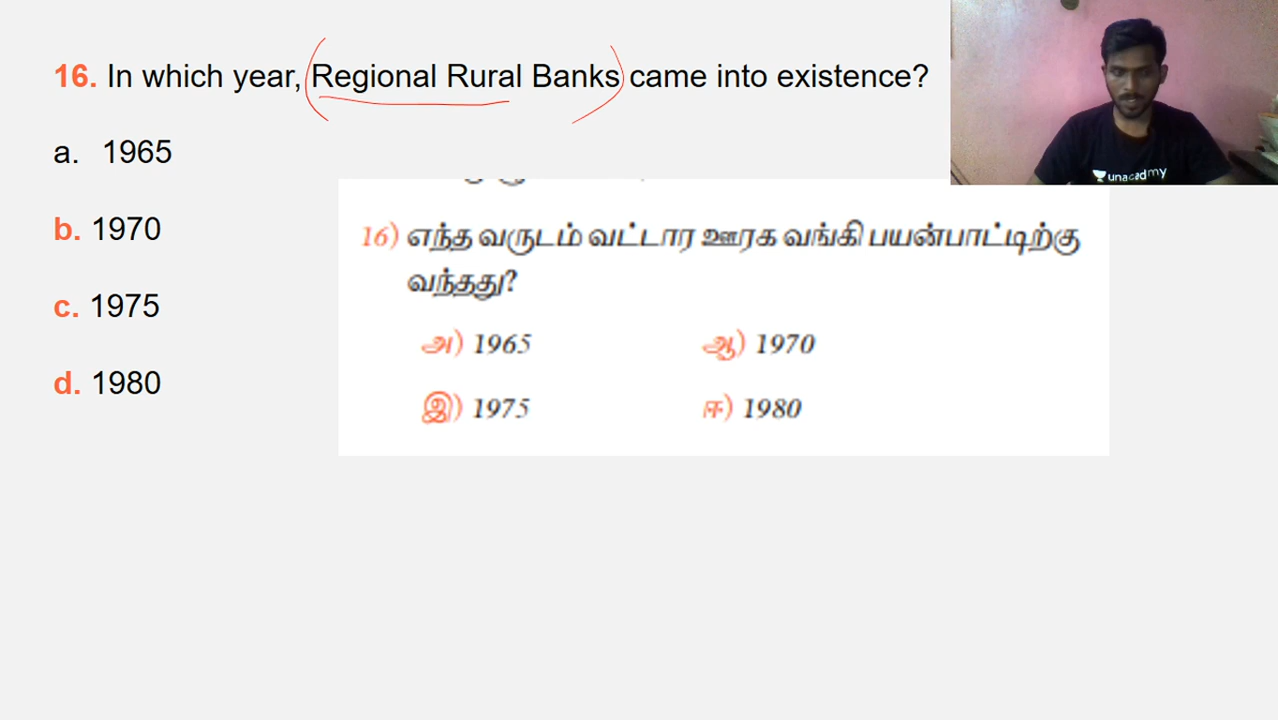 16. In which year, Regional Rural Banks came into existence?
a. 1965
b. 1970
c. 1975
d. 1980
16) எந்த வருடம் வட்டார ஊரக வங்கி பயன்பாட்டிற்கு
வந்தது?
அ) 1965 ஆ) 1970
இ) 1975 ஈ) 1980
unacademy